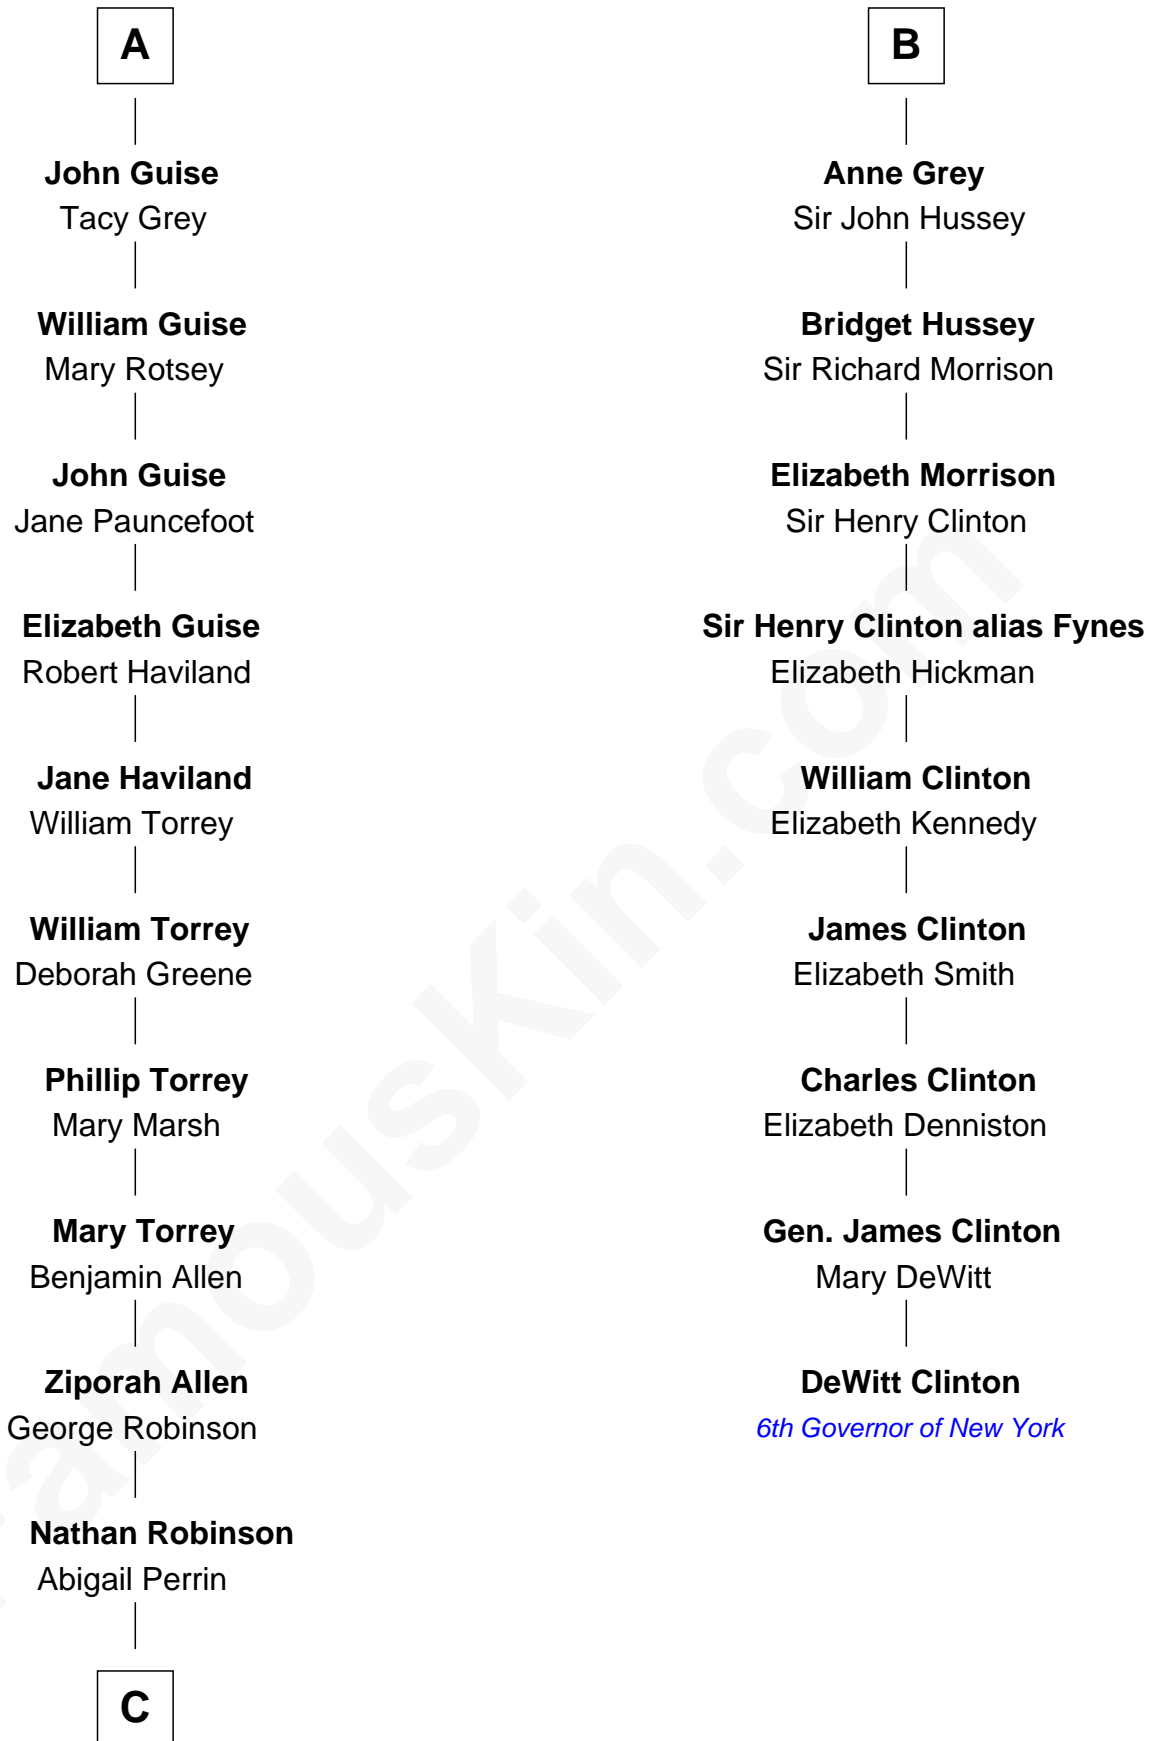 A
John Guise
Tacy Grey
William Guise
Mary Rotsey
John Guise
Jane Pauncefoot
Elizabeth Guise
Robert Haviland
Jane Haviland
William Torrey
William Torrey
Deborah Greene
Phillip Torrey
Mary Marsh
Mary Torrey
Benjamin Allen
Ziporah Allen
George Robinson
Nathan Robinson
Abigail Perrin
C
B
Anne Grey
Sir John Hussey
Bridget Hussey
Sir Richard Morrison
Elizabeth Morrison
Sir Henry Clinton
Sir Henry Clinton alias Fynes
Elizabeth Hickman
William Clinton
Elizabeth Kennedy
James Clinton
Elizabeth Smith
Charles Clinton
Elizabeth Denniston
Gen. James Clinton
Mary DeWitt
DeWitt Clinton
6th Governor of New York
FamousKin.com